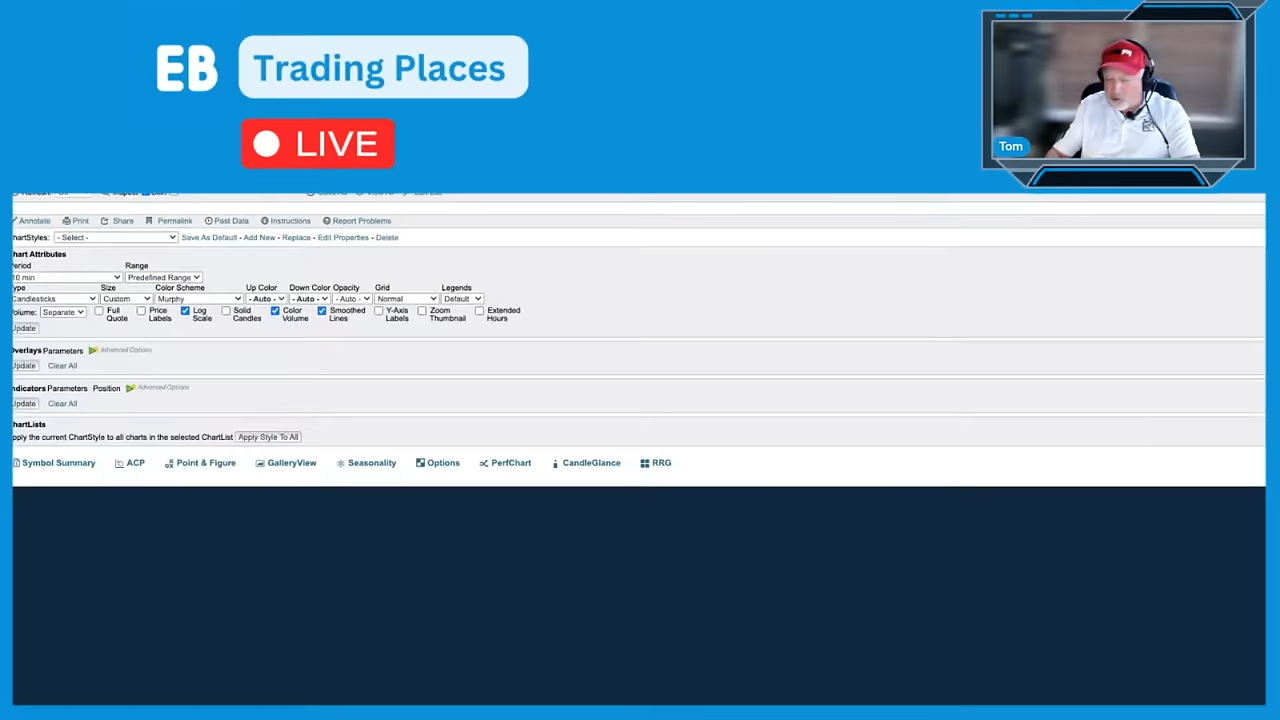 EB Trading Places
LIVE
Tom
Annotate Print Share Permalink Past Data Instructions Report Problems
hartStyles: - Select - Save As Default - Add New - Replace - Edit Properties - Delete
hart Attributes
eriod Range
10 min Predefined Range
ype Size Color Scheme Up Color Down Color Opacity Grid Legends
Candlesticks Custom Murphy - Auto - - Auto - - Auto - Normal Default
olume: Separate Full Quote Price Labels Log Scale Solid Candles Color Volume Smoothed Lines Y-Axis Labels Zoom Thumbnail Extended Hours
Update
verlays Parameters Advanced Options
Update Clear All
ndicators Parameters Position Advanced Options
Update Clear All
hartLists
pply the current ChartStyle to all charts in the selected ChartList Apply Style To All
Symbol Summary ACP Point & Figure GalleryView Seasonality Options PerfChart CandleGlance RRG